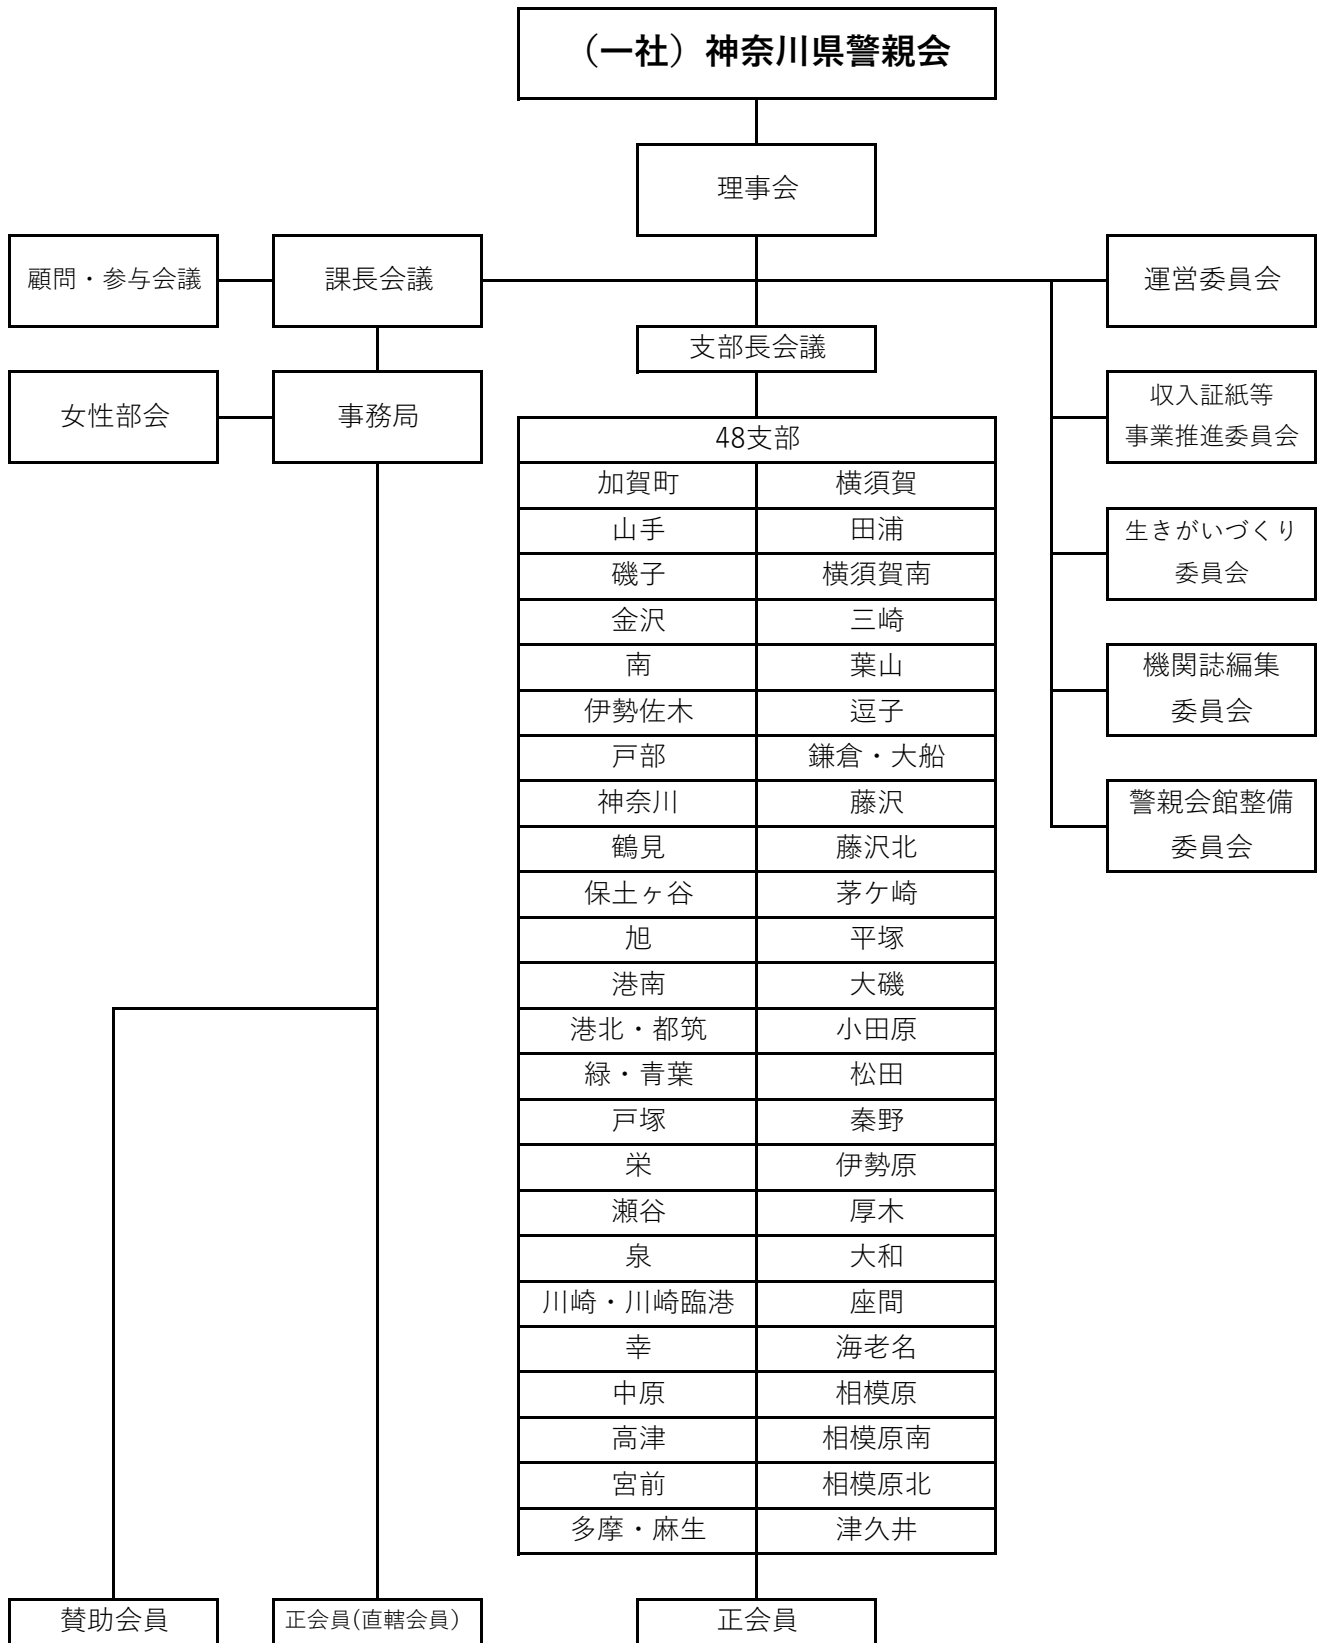 （一社）神奈川県警親会
理事会
顧問・参与会議
課長会議
運営委員会
支部長会議
女性部会
事務局
収入証紙等
事業推進委員会
48支部
加賀町 横須賀
山手 田浦
磯子 横須賀南
金沢 三崎
南 葉山
伊勢佐木 逗子
戸部 鎌倉・大船
神奈川 藤沢
鶴見 藤沢北
保土ヶ谷 茅ケ崎
旭 平塚
港南 大磯
港北・都筑 小田原
緑・青葉 松田
戸塚 秦野
栄 伊勢原
瀬谷 厚木
泉 大和
川崎・川崎臨港 座間
幸 海老名
中原 相模原
高津 相模原南
宮前 相模原北
多摩・麻生 津久井
生きがいづくり
委員会
機関誌編集
委員会
警親会館整備
委員会
賛助会員
正会員(直轄会員)
正会員